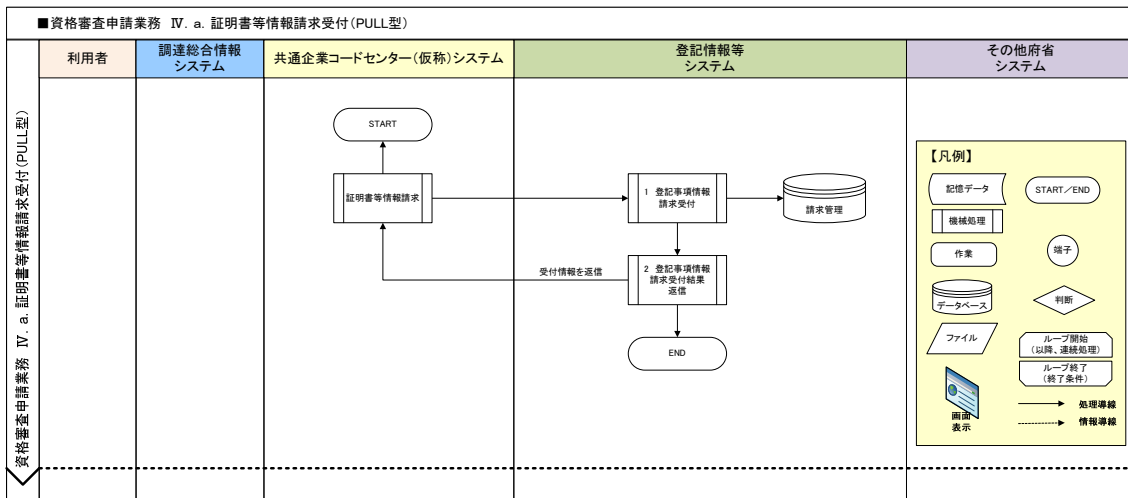 ■資格審査申請業務 Ⅳ. a. 証明書等情報請求受付(PULL型)
利用者
調達総合情報
システム
共通企業コードセンター(仮称)システム
登記情報等
システム
その他府省
システム
資格審査申請業務 Ⅳ. a. 証明書等情報請求受付(PULL型)
START
証明書等情報請求
1 登記事項情報
請求受付
請求管理
受付情報を返信
2 登記事項情報
請求受付結果
返信
END
【凡例】
記憶データ
START/END
機械処理
作業
端子
データベース
判断
ファイル
ループ開始
(以降、連続処理)
ループ終了
(終了条件)
画面
表示
処理導線
情報導線